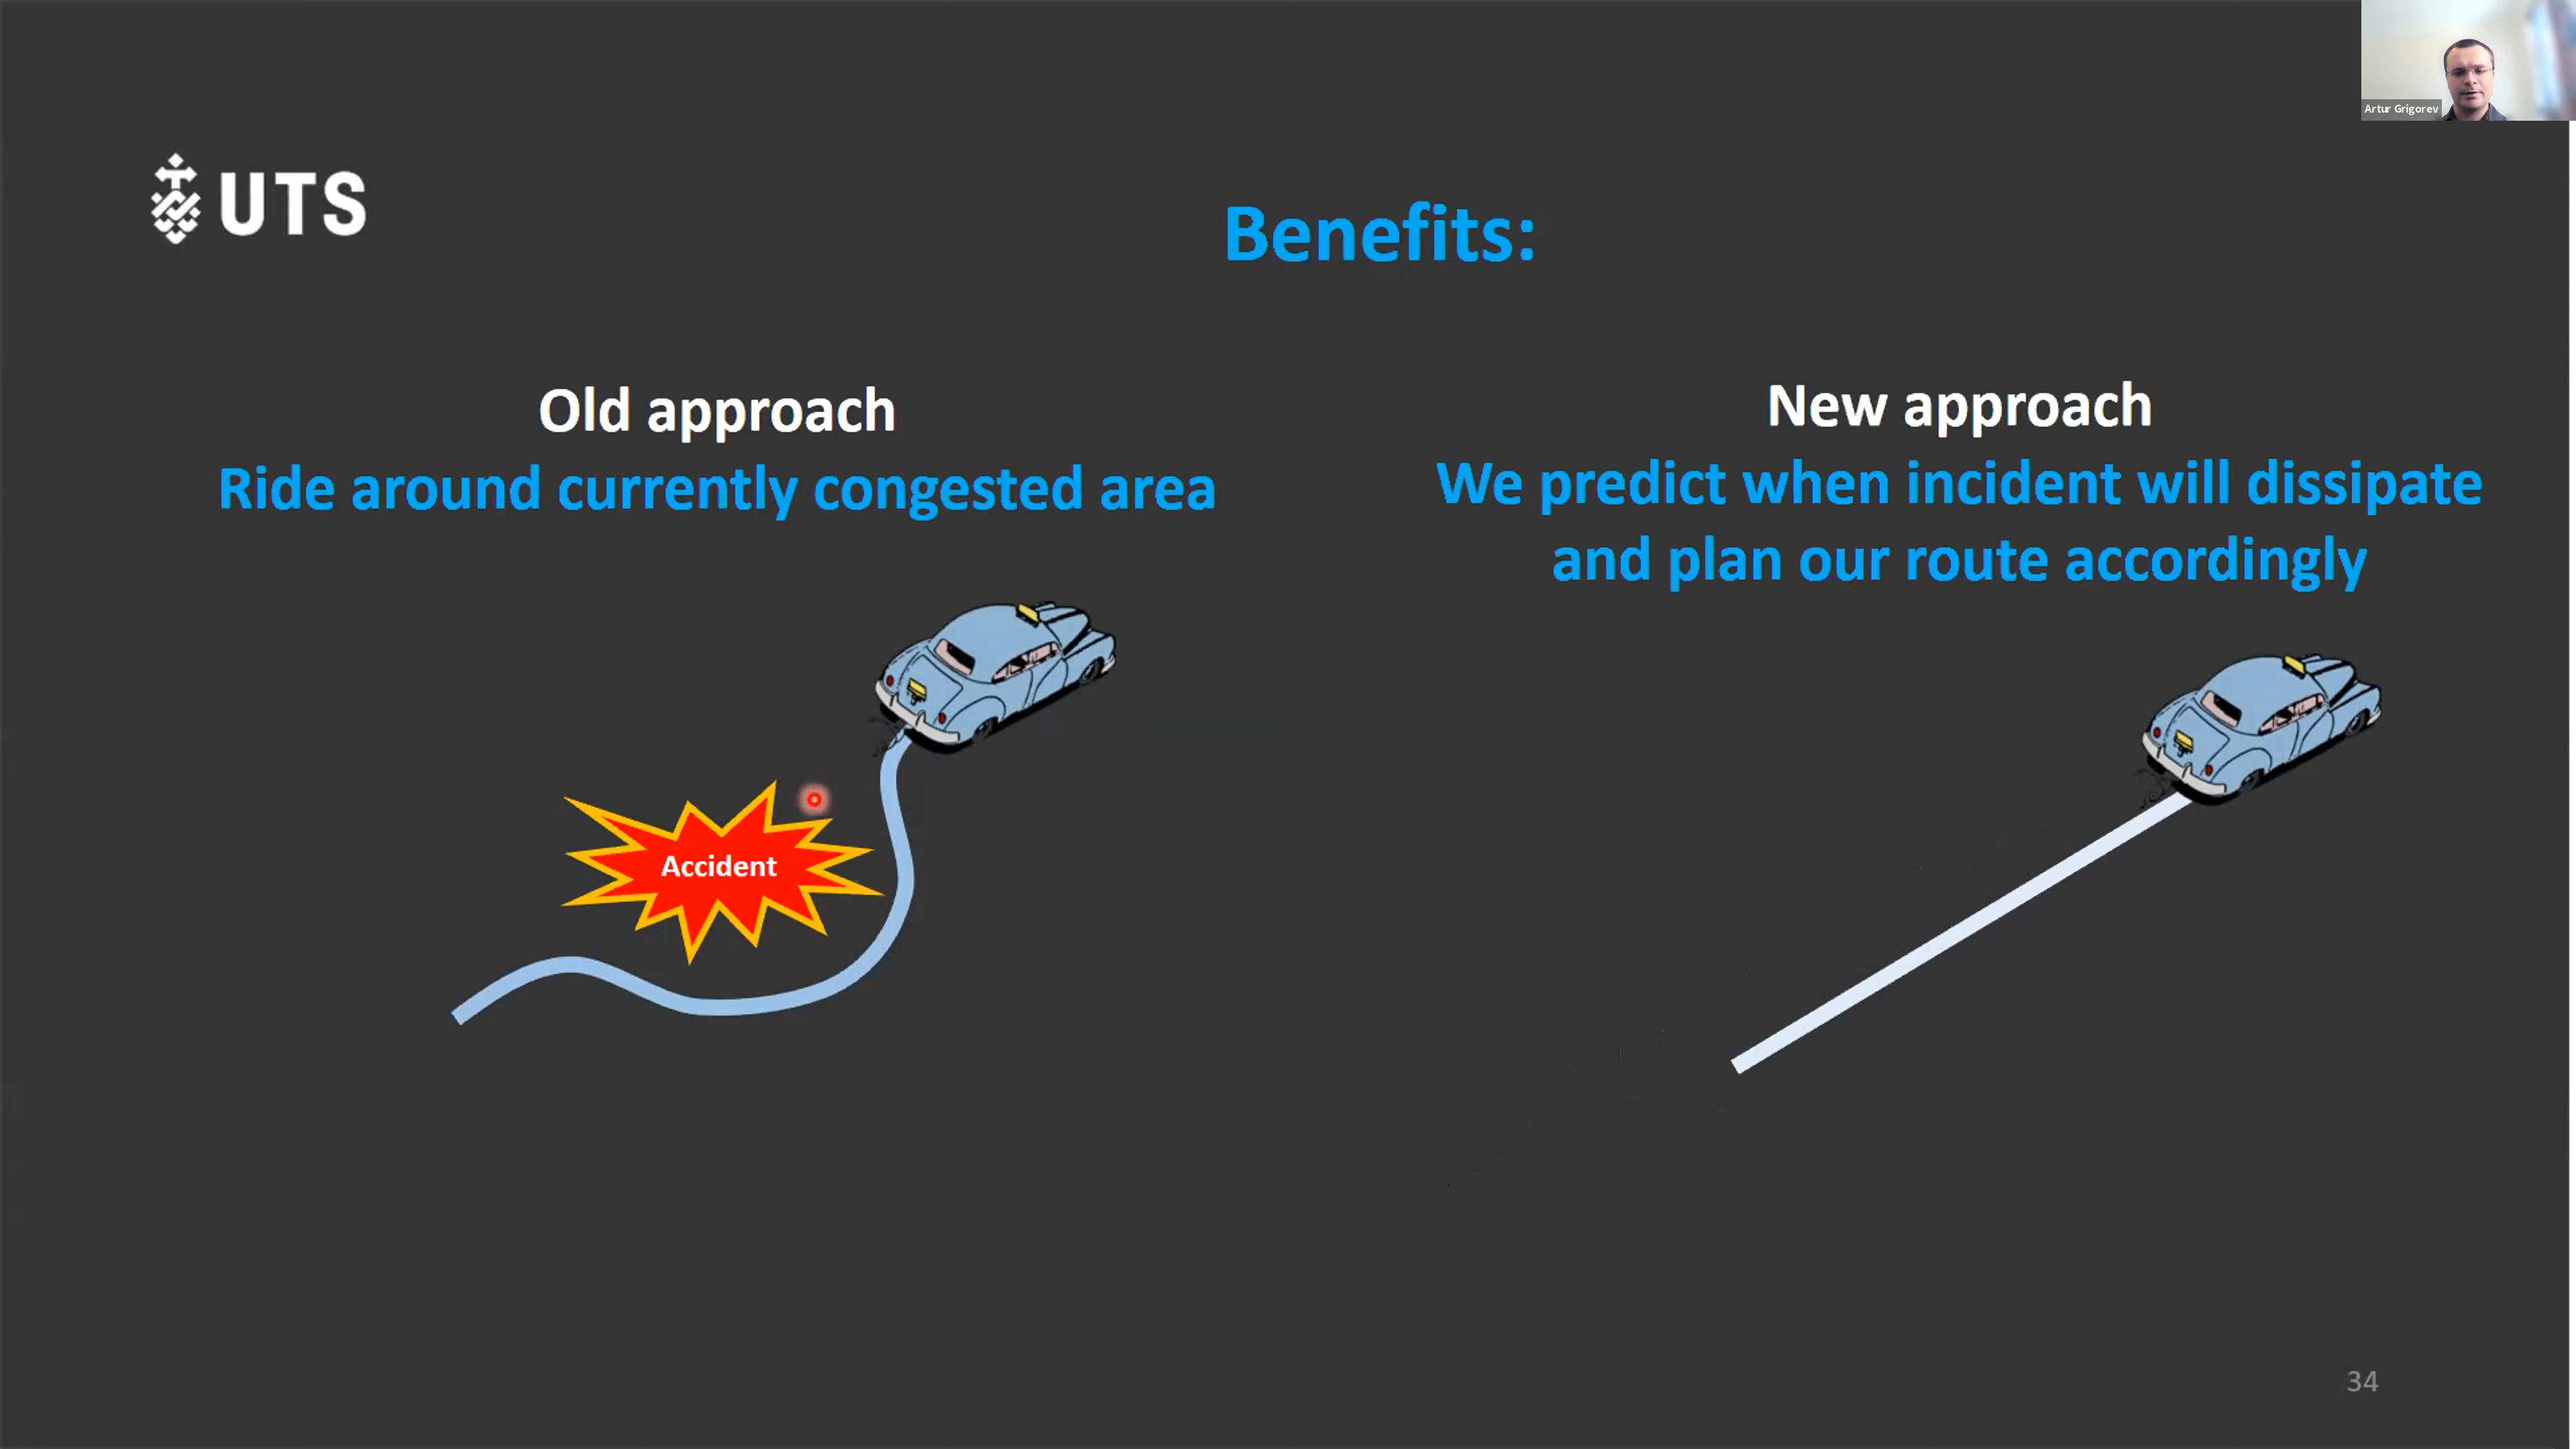 Artur Grigorev
UTS
Benefits:
Old approach
Ride around currently congested area
New approach
We predict when incident will dissipate
and plan our route accordingly
Accident
34